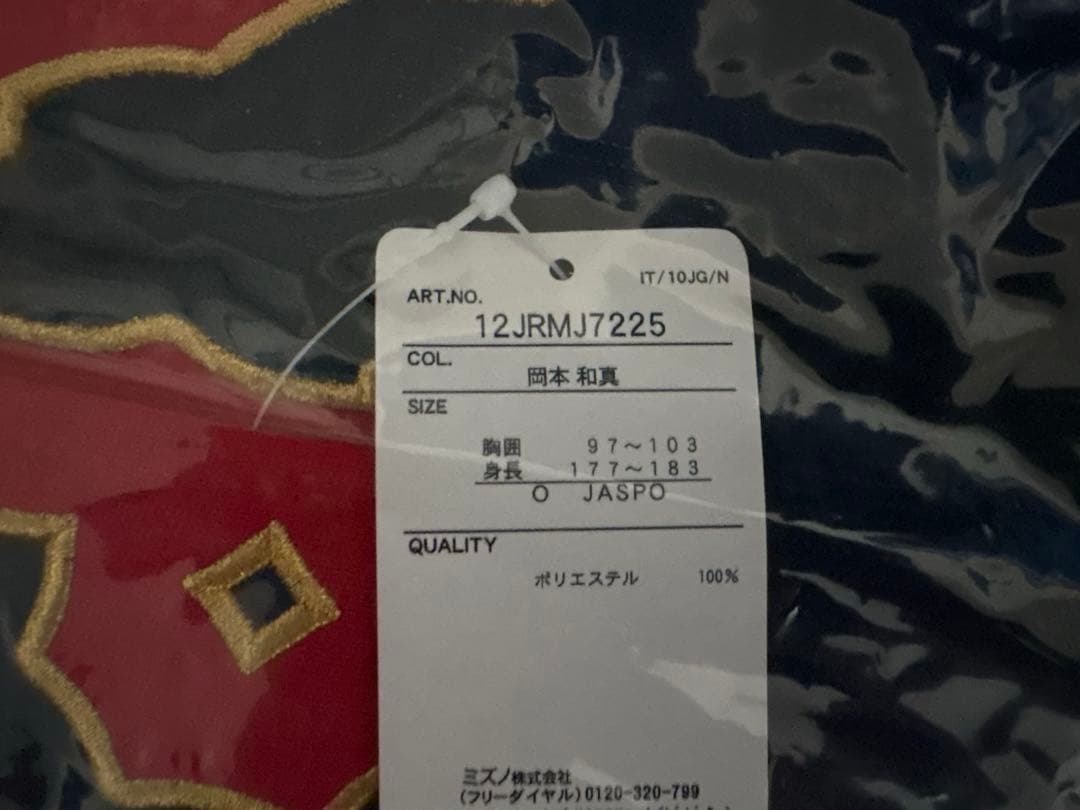 IT/10JG/N
ART.NO.
12JRMJ7225
COL.
岡本 和真
SIZE
胸囲 97～103
身長 177～183
O JASPO
QUALITY
ポリエステル 100%
ミズノ株式会社
(フリーダイヤル)0120-320-799